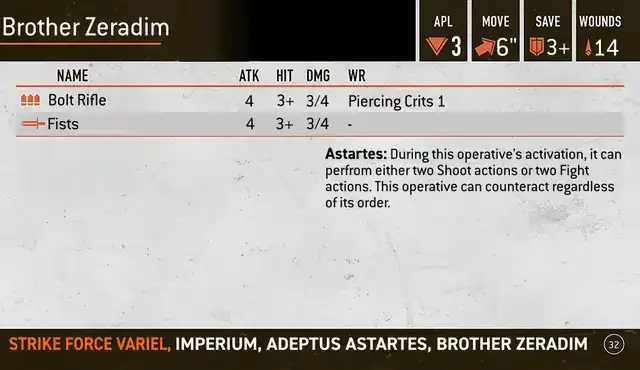 Brother Zeradim
APL MOVE SAVE WOUNDS
3 6" 3+ 14
NAME ATK HIT DMG WR
Bolt Rifle 4 3+ 3/4 Piercing Crits 1
Fists 4 3+ 3/4 -
Astartes: During this operative's activation, it can
perfrom either two Shoot actions or two Fight
actions. This operative can counteract regardless
of its order.
STRIKE FORCE VARIEL, IMPERIUM, ADEPTUS ASTARTES, BROTHER ZERADIM 32